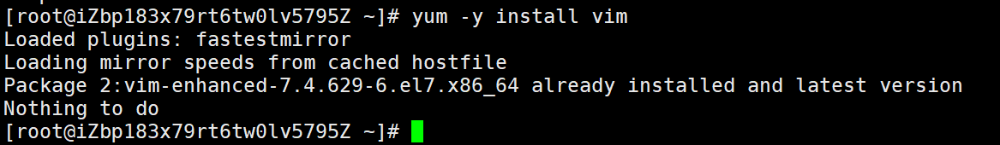 [root@iZbp183x79rt6tw0lv5795Z ~]# yum -y install vim
Loaded plugins: fastestmirror
Loading mirror speeds from cached hostfile
Package 2:vim-enhanced-7.4.629-6.el7.x86_64 already installed and latest version
Nothing to do
[root@iZbp183x79rt6tw0lv5795Z ~]#